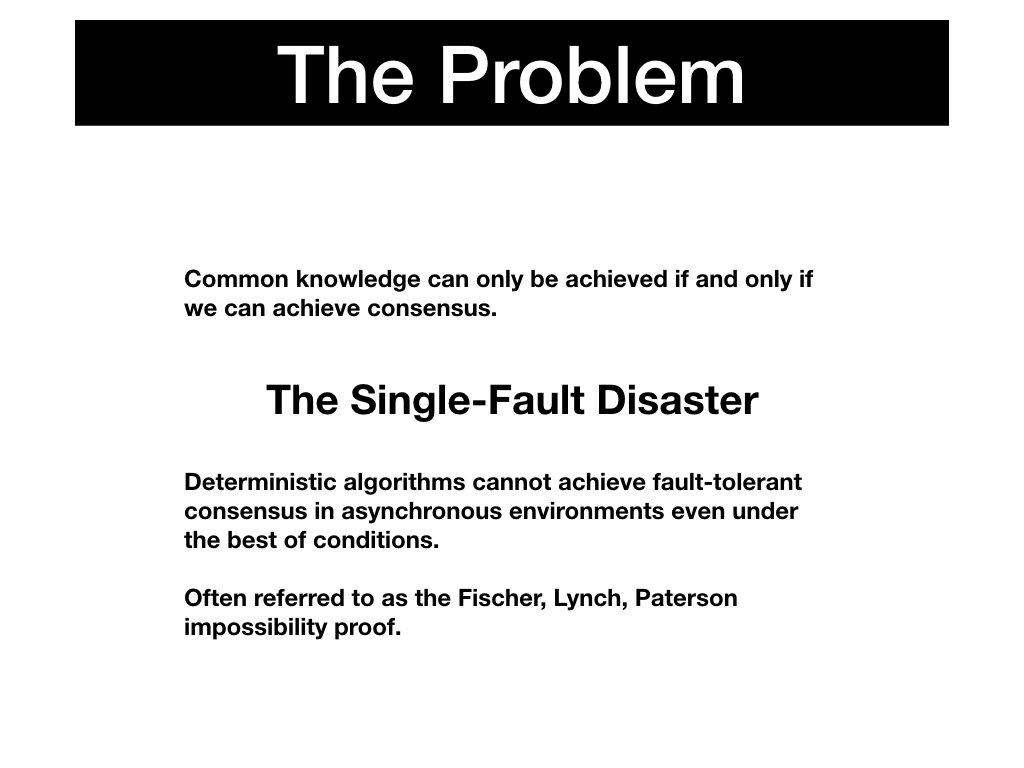 The Problem
Common knowledge can only be achieved if and only if
we can achieve consensus.
The Single-Fault Disaster
Deterministic algorithms cannot achieve fault-tolerant
consensus in asynchronous environments even under
the best of conditions.
Often referred to as the Fischer, Lynch, Paterson
impossibility proof.